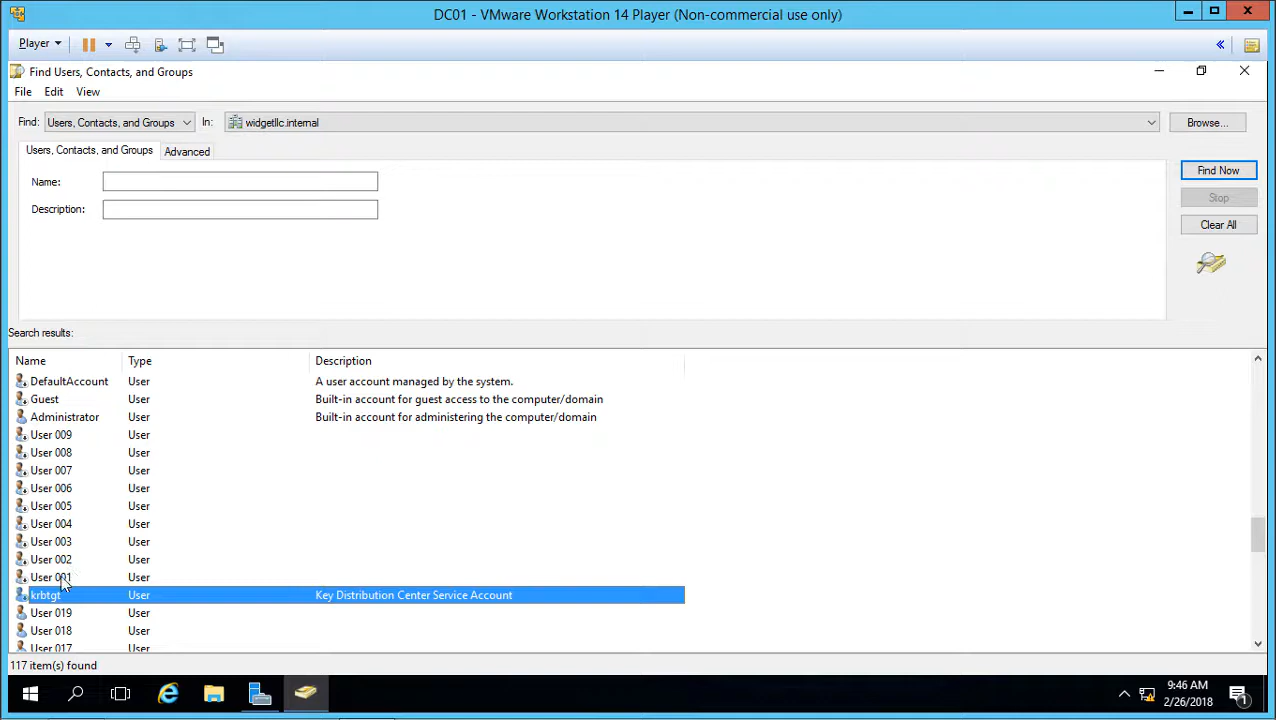 DC01 - VMware Workstation 14 Player (Non-commercial use only)
Player
Find Users, Contacts, and Groups
File Edit View
Find: Users, Contacts, and Groups In: widgetllc.internal Browse...
Users, Contacts, and Groups Advanced
Name: Find Now
Description: Stop
Clear All
Search results:
Name Type Description
DefaultAccount User A user account managed by the system.
Guest User Built-in account for guest access to the computer/domain
Administrator User Built-in account for administering the computer/domain
User 009 User
User 008 User
User 007 User
User 006 User
User 005 User
User 004 User
User 003 User
User 002 User
User 001 User
krbtgt User Key Distribution Center Service Account
User 019 User
User 018 User
User 017 User
117 item(s) found
9:46 AM
2/26/2018
1